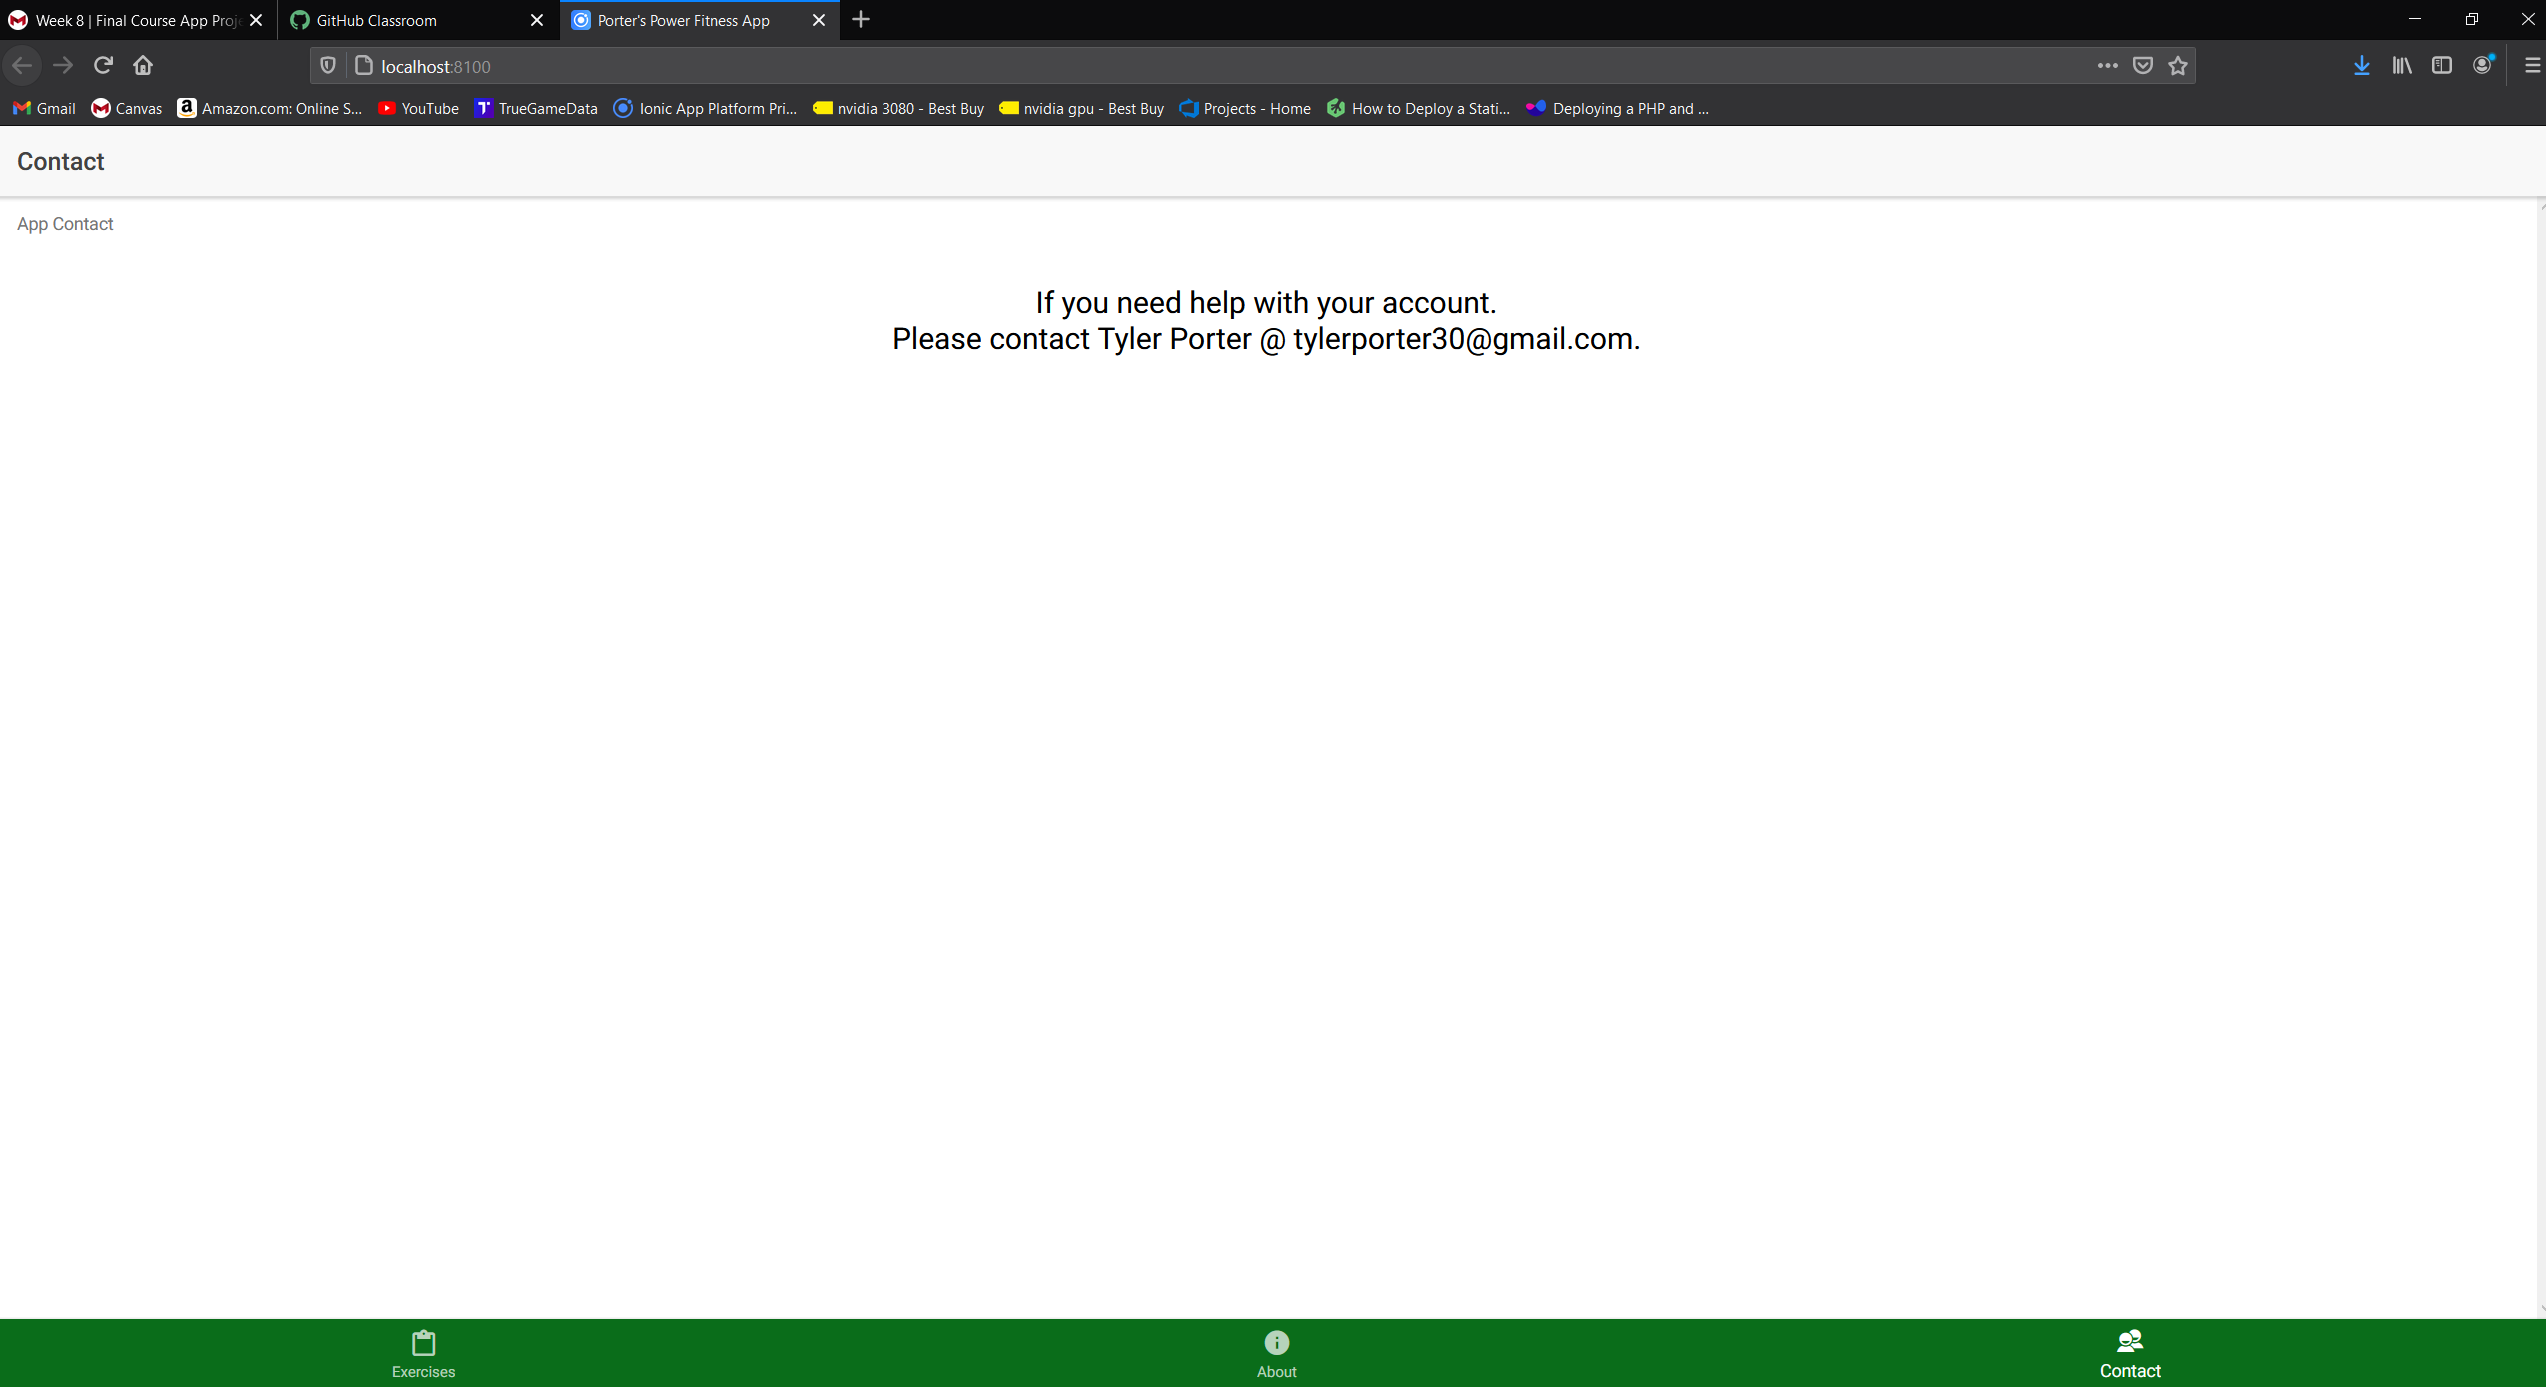 Week 8 | Final Course App Proje
GitHub Classroom
Porter's Power Fitness App
localhost:8100
Gmail
Canvas
Amazon.com: Online S...
YouTube
TrueGameData
Ionic App Platform Pri...
nvidia 3080 - Best Buy
nvidia gpu - Best Buy
Projects - Home
How to Deploy a Stati...
Deploying a PHP and ...
Contact
App Contact
If you need help with your account.
Please contact Tyler Porter @ tylerporter30@gmail.com.
Exercises
About
Contact